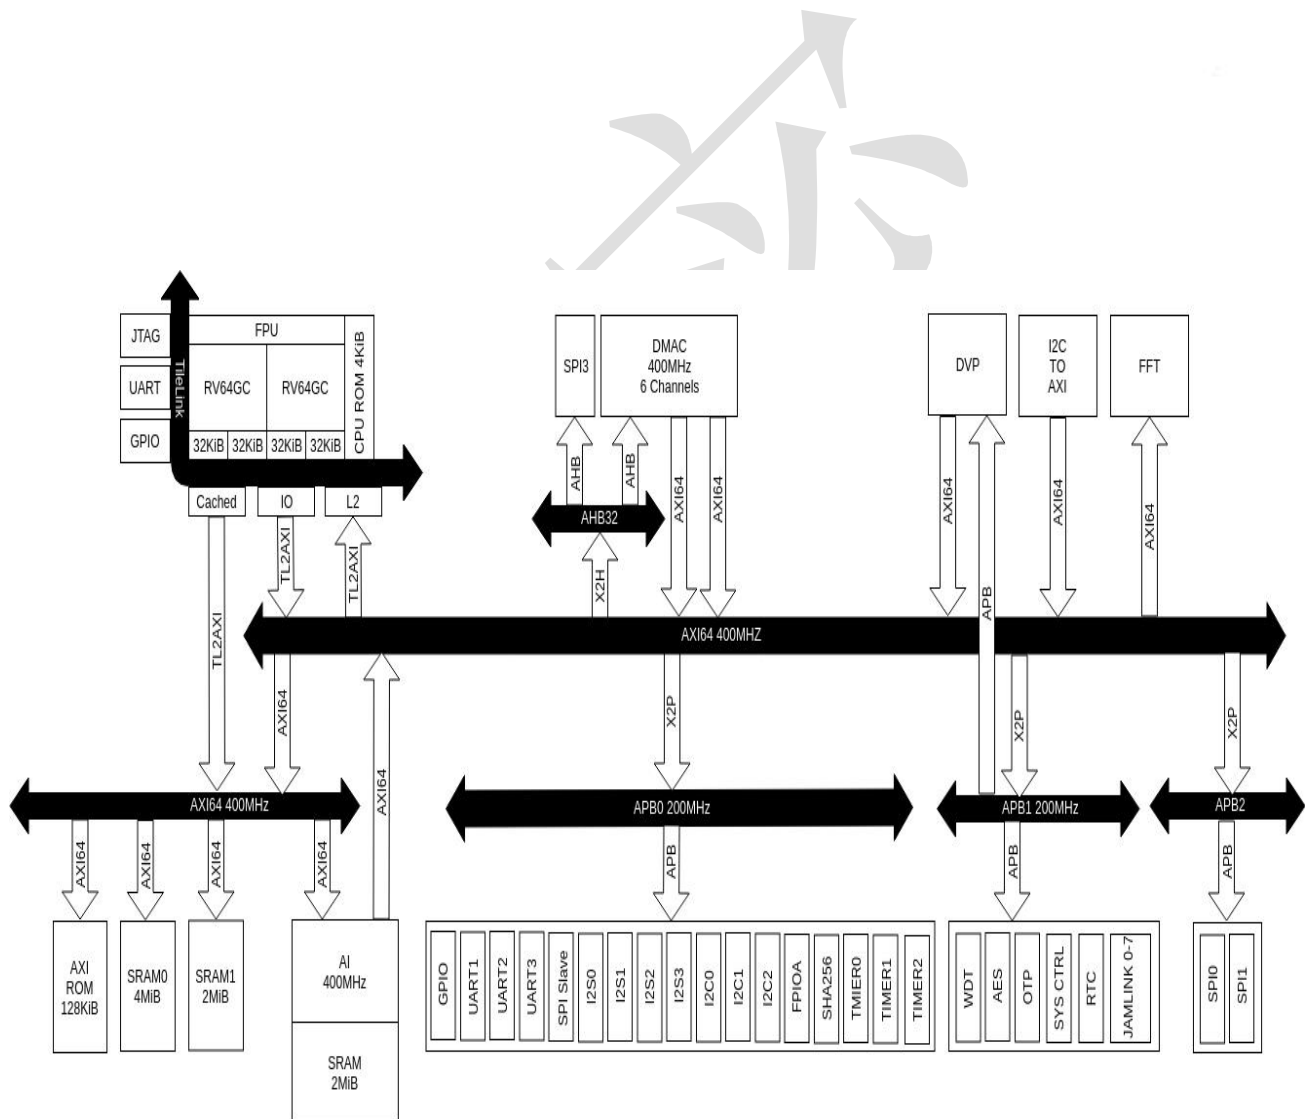 JTAG
UART
GPIO
TileLink
FPU
RV64GC
RV64GC
32KiB
32KiB
32KiB
32KiB
CPU ROM 4KiB
Cached
IO
L2
TL2AXI
TL2AXI
TL2AXI
SPI3
DMAC
400MHz
6 Channels
AHB
AHB
AHB32
X2H
AXI64
AXI64
DVP
I2C
TO
AXI
FFT
AXI64
APB
AXI64
AXI64
AXI64 400MHZ
AXI64
AXI64
X2P
X2P
X2P
AXI64 400MHz
APB0 200MHz
APB1 200MHz
APB2
AXI64
AXI64
AXI64
AXI64
APB
APB
APB
AXI
ROM
128KiB
SRAM0
4MiB
SRAM1
2MiB
AI
400MHz
SRAM
2MiB
GPIO
UART1
UART2
UART3
SPI Slave
I2S0
I2S1
I2S2
I2S3
I2C0
I2C1
I2C2
FPIOA
SHA256
TMIER0
TIMER1
TIMER2
WDT
AES
OTP
SYS CTRL
RTC
JAMLINK 0-7
SPI0
SPI1